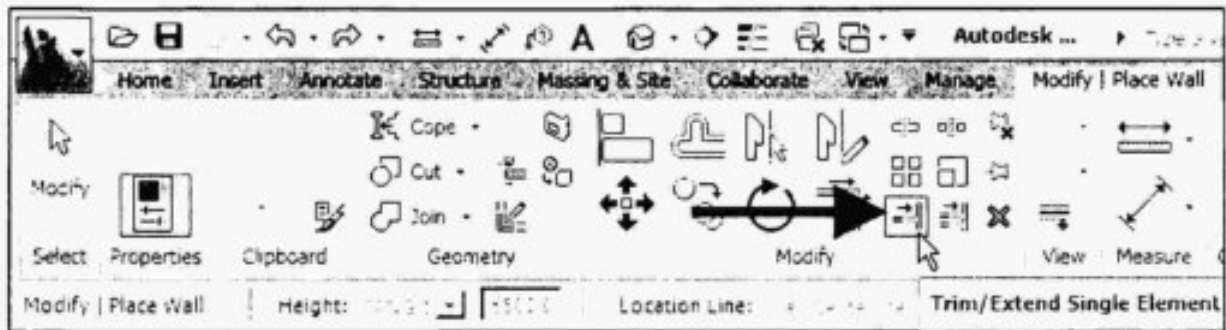 Autodesk ...
Home Insert Annotate Structure Massing & Site Collaborate View Manage Modify | Place Wall
Cope
Modify Cut
Join
Select Properties Clipboard Geometry Modify View Measure
Modify | Place Wall Height: Location Line: Trim/Extend Single Element